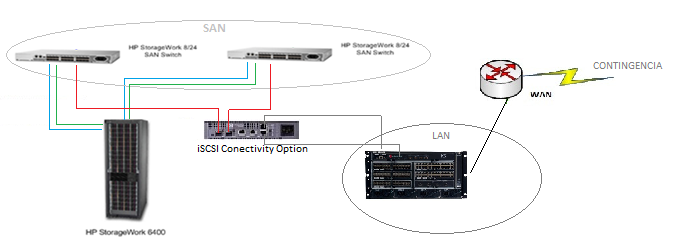 SAN
HP StorageWork 8/24
SAN Switch
HP StorageWork 8/24
SAN Switch
CONTINGENCIA
WAN
iSCSI Conectivity Option
LAN
HP StorageWork 6400